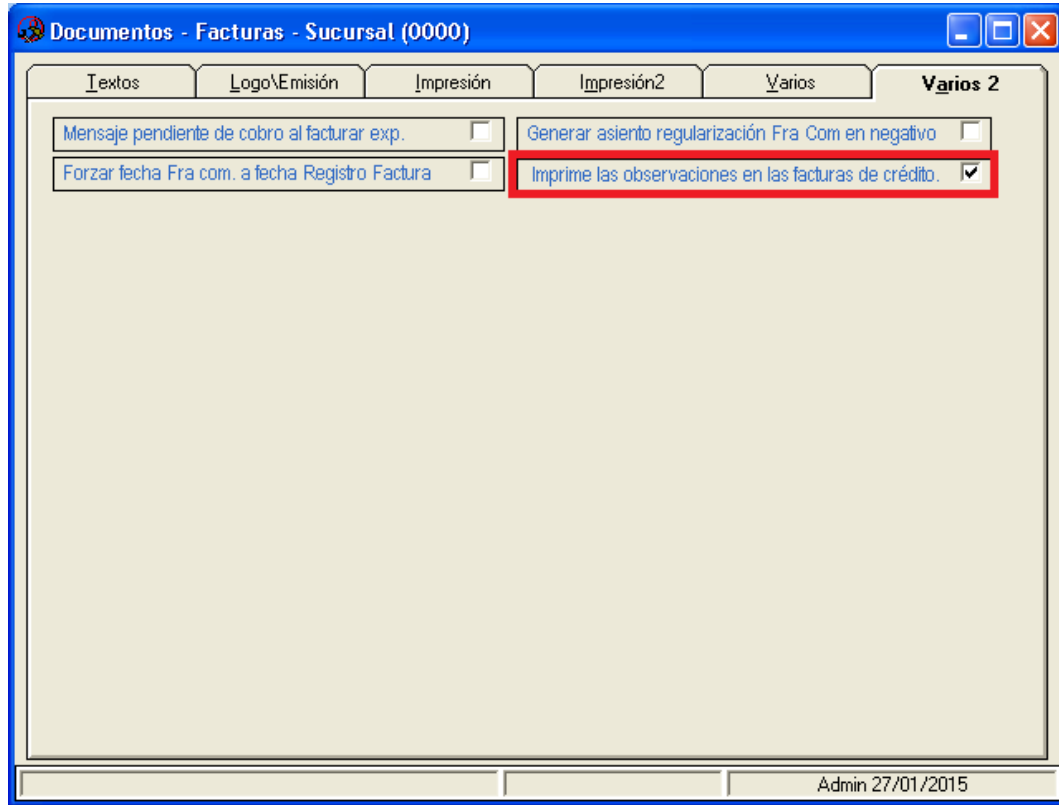 Documentos - Facturas - Sucursal (0000)
Textos Logo\Emisión Impresión Impresión2 Varios Varios 2
Mensaje pendiente de cobro al facturar exp. Generar asiento regularización Fra Com en negativo
Forzar fecha Fra com. a fecha Registro Factura Imprime las observaciones en las facturas de crédito.
Admin 27/01/2015